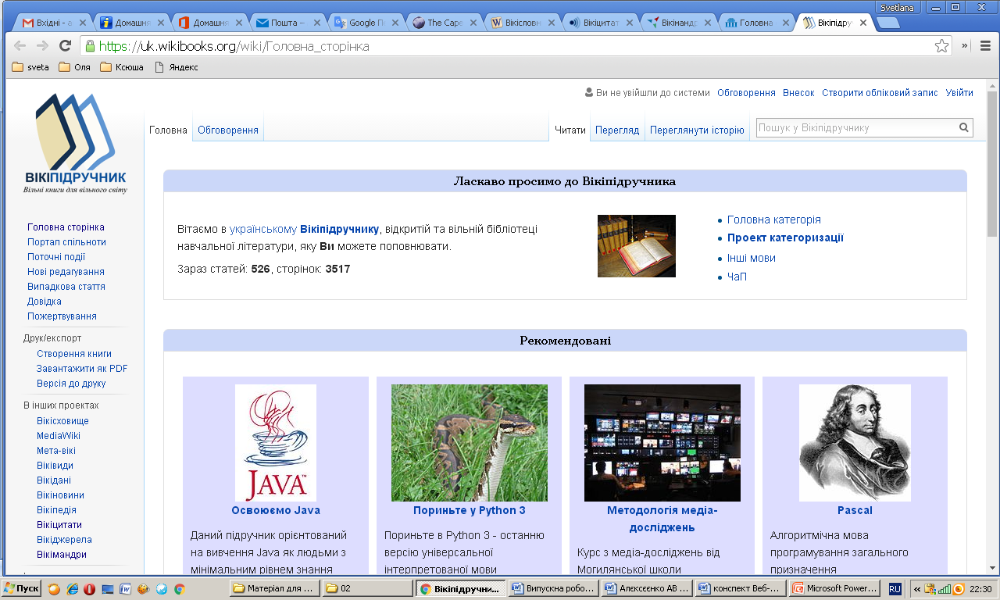 Svetlana
Вхідні - a
Домашня
Домашня
Пошта –
Google П
The Cape
Вікіслов
Вікіцитат
Вікіманд
Головна
Вікіпідру
https://uk.wikibooks.org/wiki/Головна_сторінка
sveta Оля Ксюша Яндекс
Ви не увійшли до системи Обговорення Внесок Створити обліковий запис Увійти
Головна Обговорення Читати Перегляд Переглянути історію Пошук у Вікіпідручнику
ВІКІПІДРУЧНИК
Вільні книги для вільного світу
Головна сторінка
Портал спільноти
Поточні події
Нові редагування
Випадкова стаття
Довідка
Пожертвування
Друк/експорт
Створення книги
Завантажити як PDF
Версія до друку
В інших проектах
Вікісховище
MediaWiki
Мета-вікі
Віківиди
Вікідані
Вікіновини
Вікіпедія
Вікіцитати
Вікіджерела
Вікімандри
Ласкаво просимо до Вікіпідручника
Вітаємо в українському Вікіпідручнику, відкритій та вільній бібліотеці
навчальної літератури, яку Ви можете поповнювати.
Зараз статей: 526, сторінок: 3517
Головна категорія
Проект категоризації
Інші мови
ЧаП
Рекомендовані
JAVA™
Освоюємо Java
Даний підручник орієнтований
на вивчення Java як людьми з
мінімальним рівнем знання
Пориньте у Python 3
Пориньте в Python 3 - останню
версію універсальної
інтерпретованої мови
Методологія медіа-
досліджень
Курс з медіа-досліджень від
Могилянської школи
Pascal
Алгоритмічна мова
програмування загального
призначення
Пуск
Матеріал для ...
02
Вікіпідручни...
Випускна робо...
Алексєєнко АВ ...
конспект Веб-...
Microsoft Power...
RU
22:30